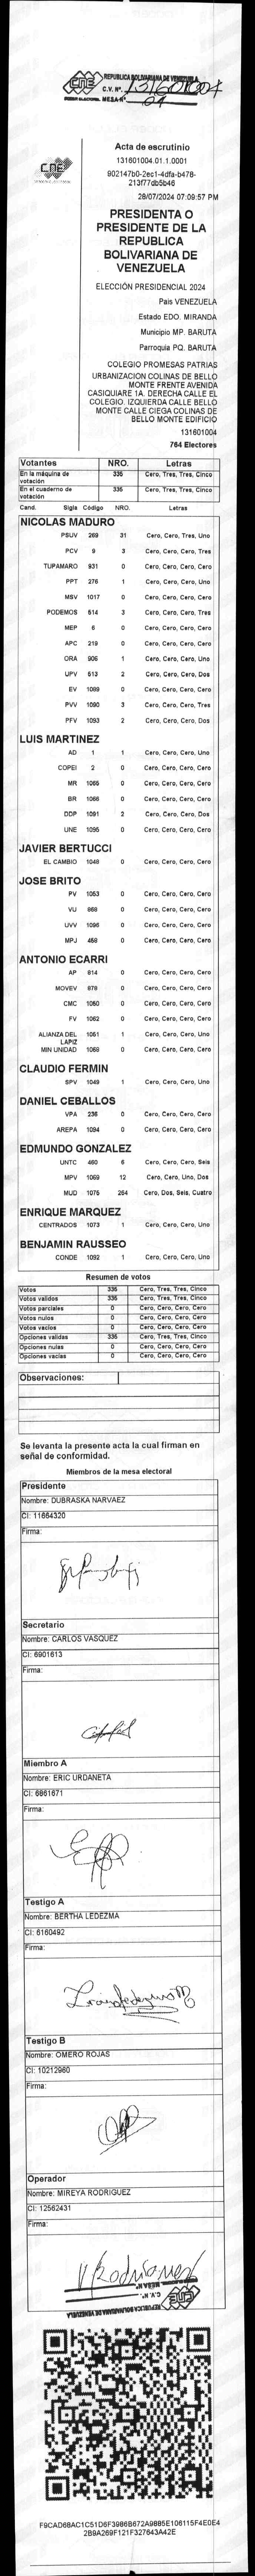 REPUBLICA BOLIVARIANA DE VENEZUELA
CNE
C.V. Nº. 131601004
MESA Nº 01
PODER ELECTORAL
CNE
Acta de escrutinio
131601004.01.1.0001
902147b0-2ec1-4dfa-b478-
213f77db5b46
28/07/2024 07:09:57 PM
PRESIDENTA O
PRESIDENTE DE LA
REPUBLICA
BOLIVARIANA DE
VENEZUELA
ELECCIÓN PRESIDENCIAL 2024
País VENEZUELA
Estado EDO. MIRANDA
Municipio MP. BARUTA
Parroquia PQ. BARUTA
COLEGIO PROMESAS PATRIAS
URBANIZACION COLINAS DE BELLO
MONTE FRENTE AVENIDA
CASIQUIARE 1A. DERECHA CALLE EL
COLEGIO. IZQUIERDA CALLE BELLO
MONTE CALLE CIEGA COLINAS DE
BELLO MONTE EDIFICIO
131601004
764 Electores
Votantes NRO. Letras
En la máquina de votación 335 Cero, Tres, Tres, Cinco
En el cuaderno de votación 335 Cero, Tres, Tres, Cinco
Cand. Sigla Código NRO. Letras
NICOLAS MADURO
PSUV 269 31 Cero, Cero, Tres, Uno
PCV 9 3 Cero, Cero, Cero, Tres
TUPAMARO 931 0 Cero, Cero, Cero, Cero
PPT 276 1 Cero, Cero, Cero, Uno
MSV 1017 0 Cero, Cero, Cero, Cero
PODEMOS 514 3 Cero, Cero, Cero, Tres
MEP 6 0 Cero, Cero, Cero, Cero
APC 219 0 Cero, Cero, Cero, Cero
ORA 906 1 Cero, Cero, Cero, Uno
UPV 513 2 Cero, Cero, Cero, Dos
EV 1089 0 Cero, Cero, Cero, Cero
PVV 1090 3 Cero, Cero, Cero, Tres
PFV 1093 2 Cero, Cero, Cero, Dos
LUIS MARTINEZ
AD 1 1 Cero, Cero, Cero, Uno
COPEI 2 0 Cero, Cero, Cero, Cero
MR 1065 0 Cero, Cero, Cero, Cero
BR 1066 0 Cero, Cero, Cero, Cero
DDP 1091 2 Cero, Cero, Cero, Dos
UNE 1095 0 Cero, Cero, Cero, Cero
JAVIER BERTUCCI
EL CAMBIO 1048 0 Cero, Cero, Cero, Cero
JOSE BRITO
PV 1053 0 Cero, Cero, Cero, Cero
VU 868 0 Cero, Cero, Cero, Cero
UVV 1096 0 Cero, Cero, Cero, Cero
MPJ 458 0 Cero, Cero, Cero, Cero
ANTONIO ECARRI
AP 814 0 Cero, Cero, Cero, Cero
MOVEV 878 0 Cero, Cero, Cero, Cero
CMC 1050 0 Cero, Cero, Cero, Cero
FV 1062 0 Cero, Cero, Cero, Cero
ALIANZA DEL LAPIZ 1051 1 Cero, Cero, Cero, Uno
MIN UNIDAD 1068 0 Cero, Cero, Cero, Cero
CLAUDIO FERMIN
SPV 1049 1 Cero, Cero, Cero, Uno
DANIEL CEBALLOS
VPA 236 0 Cero, Cero, Cero, Cero
AREPA 1094 0 Cero, Cero, Cero, Cero
EDMUNDO GONZALEZ
UNTC 460 6 Cero, Cero, Cero, Seis
MPV 1069 12 Cero, Cero, Uno, Dos
MUD 1075 264 Cero, Dos, Seis, Cuatro
ENRIQUE MARQUEZ
CENTRADOS 1073 1 Cero, Cero, Cero, Uno
BENJAMIN RAUSSEO
CONDE 1092 1 Cero, Cero, Cero, Uno
Resumen de votos
Votos 335 Cero, Tres, Tres, Cinco
Votos validos 335 Cero, Tres, Tres, Cinco
Votos parciales 0 Cero, Cero, Cero, Cero
Votos nulos 0 Cero, Cero, Cero, Cero
Votos vacios 0 Cero, Cero, Cero, Cero
Opciones validas 335 Cero, Tres, Tres, Cinco
Opciones nulas 0 Cero, Cero, Cero, Cero
Opciones vacias 0 Cero, Cero, Cero, Cero
Observaciones:
Se levanta la presente acta la cual firman en
señal de conformidad.
Miembros de la mesa electoral
Presidente
Nombre: DUBRASKA NARVAEZ
CI: 11664320
Firma:
Secretario
Nombre: CARLOS VASQUEZ
CI: 6901613
Firma:
Miembro A
Nombre: ERIC URDANETA
CI: 6861671
Firma:
Testigo A
Nombre: BERTHA LEDEZMA
CI: 6160492
Firma:
Testigo B
Nombre: OMERO ROJAS
CI: 10212960
Firma:
Operador
Nombre: MIREYA RODRIGUEZ
CI: 12562431
Firma:
MESA Nº
C.V. Nº.
CNE
REPUBLICA BOLIVARIANA DE VENEZUELA
F9CAD68AC1C51D6F3986B672A9885E106115F4E0E4
2B9A269F121F327643A42E